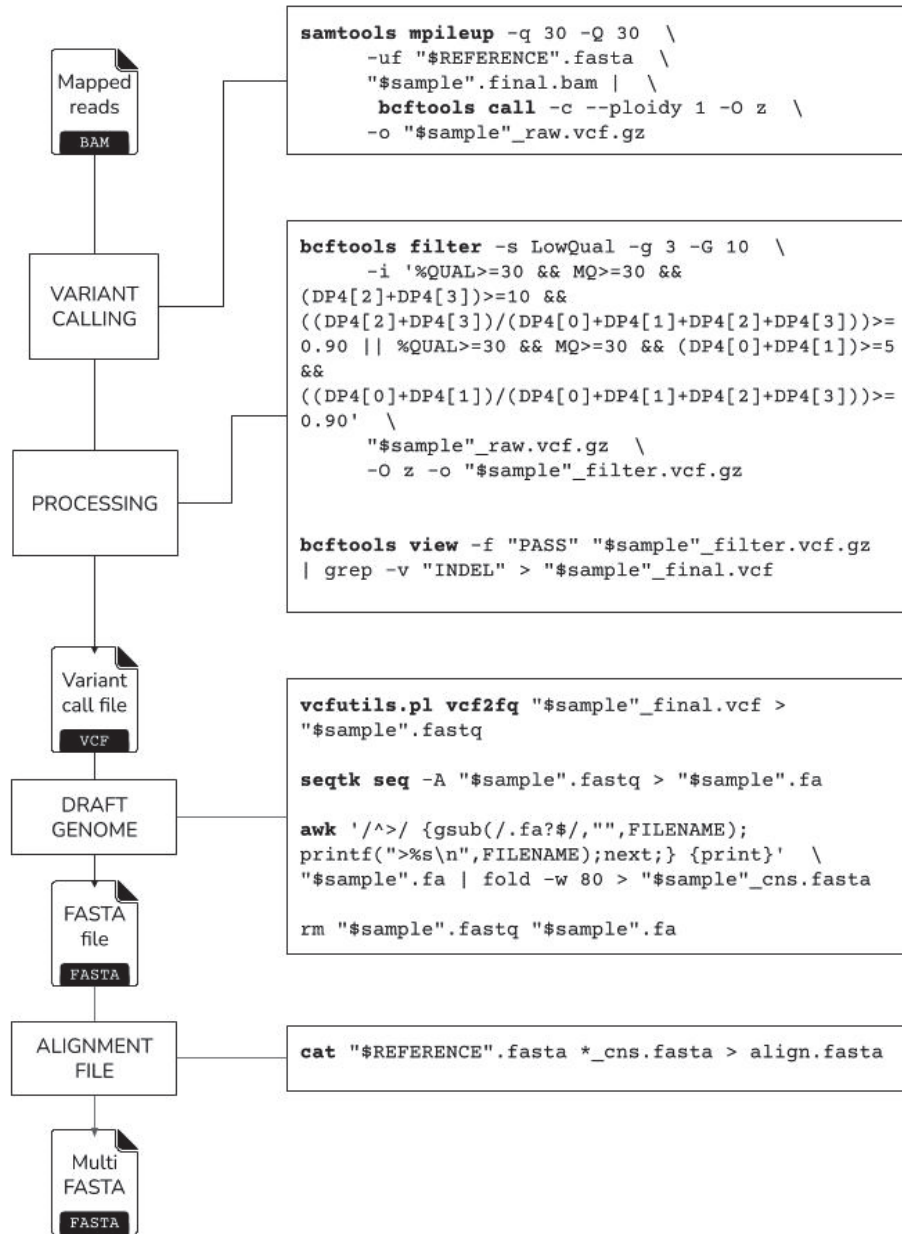 Mapped
reads
BAM
samtools mpileup -q 30 -Q 30  \
-uf "$REFERENCE".fasta  \
"$sample".final.bam |  \
bcftools call -c --ploidy 1 -O z  \
-o "$sample"_raw.vcf.gz
VARIANT
CALLING
bcftools filter -s LowQual -g 3 -G 10  \
-i '%QUAL>=30 && MQ>=30 &&
(DP4[2]+DP4[3])>=10 &&
((DP4[2]+DP4[3])/(DP4[0]+DP4[1]+DP4[2]+DP4[3]))>=
0.90 || %QUAL>=30 && MQ>=30 && (DP4[0]+DP4[1])>=5
&&
((DP4[0]+DP4[1])/(DP4[0]+DP4[1]+DP4[2]+DP4[3]))>=
0.90'  \
"$sample"_raw.vcf.gz  \
-O z -o "$sample"_filter.vcf.gz
bcftools view -f "PASS" "$sample"_filter.vcf.gz
| grep -v "INDEL" > "$sample"_final.vcf
PROCESSING
Variant
call file
VCF
DRAFT
GENOME
vcfutils.pl vcf2fq "$sample"_final.vcf >
"$sample".fastq
seqtk seq -A "$sample".fastq > "$sample".fa
awk '/^>/ {gsub(/.fa?$/,"",FILENAME);
printf(">%s\n",FILENAME);next;} {print}'  \
"$sample".fa | fold -w 80 > "$sample"_cns.fasta
rm "$sample".fastq "$sample".fa
FASTA
file
FASTA
ALIGNMENT
FILE
cat "$REFERENCE".fasta *_cns.fasta > align.fasta
Multi
FASTA
FASTA